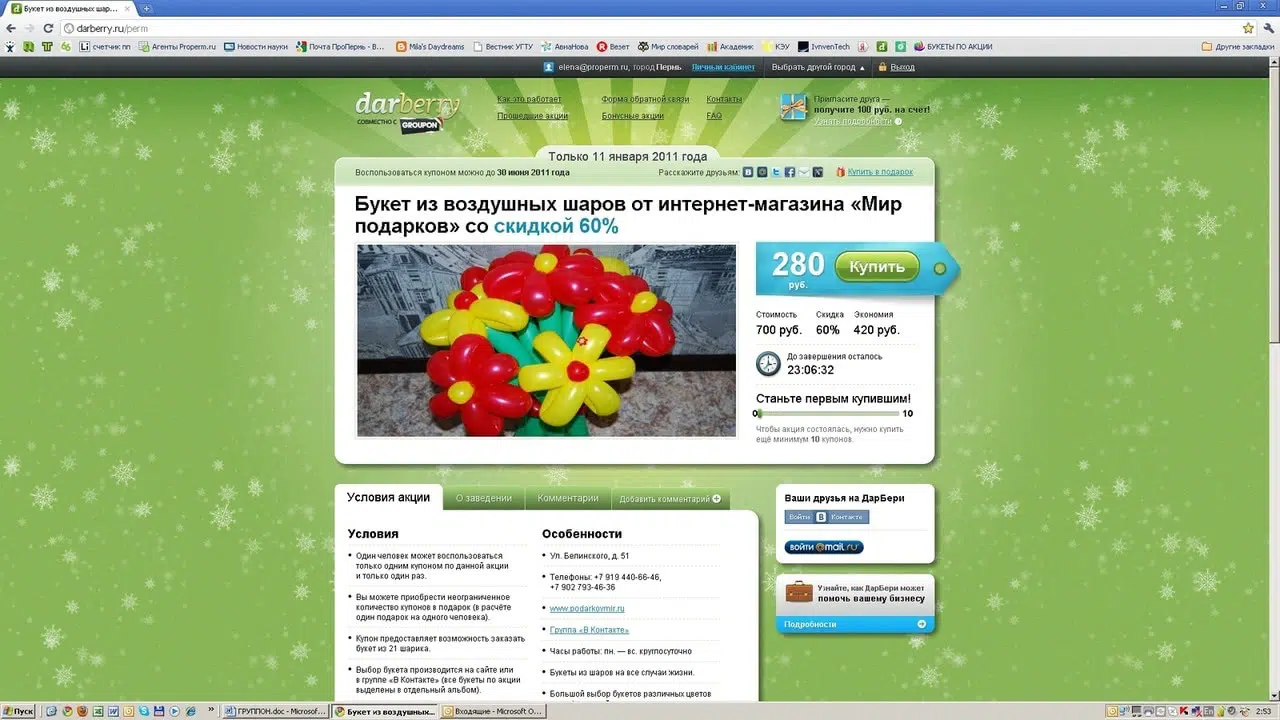 Букет из воздушных шар...
darberry.ru/perm
счетчик пп
Агенты Properm.ru
Новости науки
Почта ПроПермь - В...
Mila's Daydreams
Вестник УГТУ
АвиаНова
Везет
Мир словарей
Академик
КЭУ
IvnvenTech
БУКЕТЫ ПО АКЦИИ
Другие закладки
elena@properm.ru, город Пермь
Личный кабинет
Выбрать другой город
Выход
darberry
СОВМЕСТНО С GROUPON
Как это работает
Форма обратной связи
Контакты
Прошедшие акции
Бонусные акции
FAQ
Пригласите друга —
получите 100 руб. на счет!
Узнать подробности
Только 11 января 2011 года
Воспользоваться купоном можно до 30 июня 2011 года
Расскажите друзьям:
Купить в подарок
Букет из воздушных шаров от интернет-магазина «Мир
подарков» со скидкой 60%
280
руб.
Купить
Стоимость Скидка Экономия
700 руб. 60% 420 руб.
До завершения осталось
23:06:32
Станьте первым купившим!
0 10
Чтобы акция состоялась, нужно купить
ещё минимум 10 купонов.
Условия акции
О заведении
Комментарии
Добавить комментарий
Условия
• Один человек может воспользоваться
только одним купоном по данной акции
и только один раз.
• Вы можете приобрести неограниченное
количество купонов в подарок (в расчёте
один подарок на одного человека).
• Купон предоставляет возможность заказать
букет из 21 шарика.
• Выбор букета производится на сайте или
в группе «В Контакте» (все букеты по акции
выделены в отдельный альбом).
Особенности
• Ул. Белинского, д. 51
• Телефоны: +7 919 440-66-46,
+7 902 793-46-36
• www.podarkovmir.ru
• Группа «В Контакте»
• Часы работы: пн. — вс. круглосуточно
• Букеты из шаров на все случаи жизни.
• Большой выбор букетов различных цветов
Ваши друзья на ДарБери
Войти В Контакте
войти @mail.ru
Узнайте, как ДарБери может
помочь вашему бизнесу
Подробности
Пуск
ГРУППОН.doc - Microsof...
Букет из воздушных...
Входящие - Microsoft O...
En
2:53